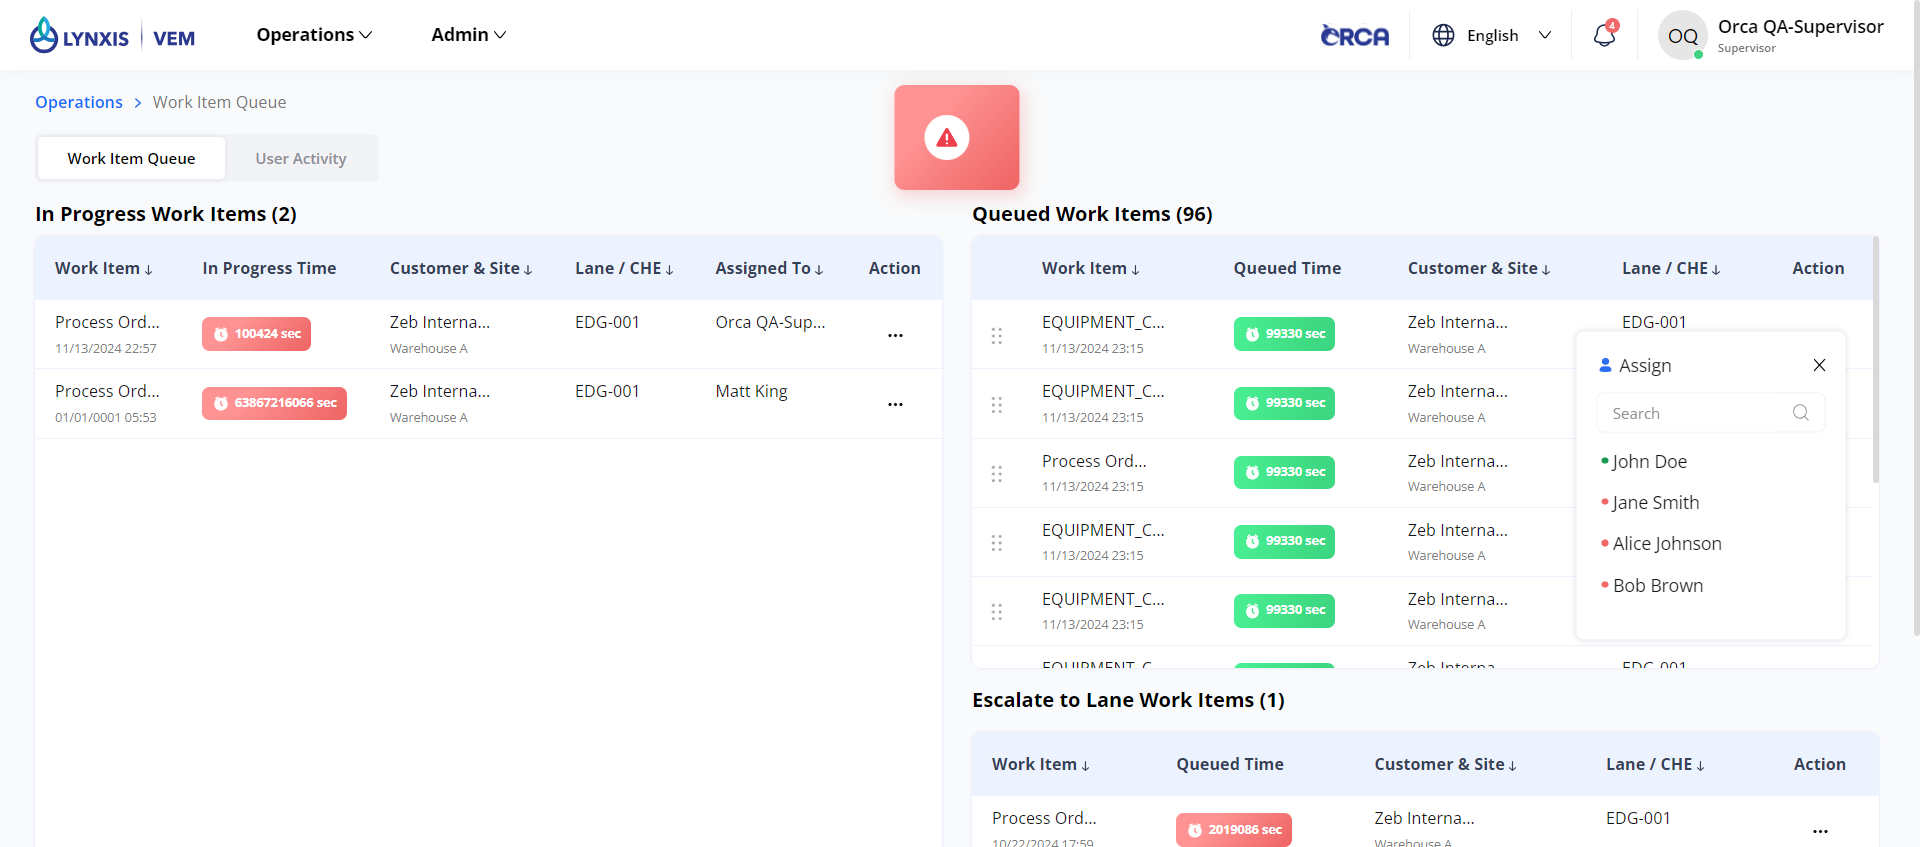 LYNXIS VEM Operations Admin ORCA English 4 OQ Orca QA-Supervisor
Supervisor
Operations > Work Item Queue
Work Item Queue User Activity
In Progress Work Items (2)
Work Item ↓ In Progress Time Customer & Site ↓ Lane / CHE ↓ Assigned To ↓ Action
Process Ord... 100424 sec Zeb Interna... EDG-001 Orca QA-Sup... ...
11/13/2024 22:57 Warehouse A
Process Ord... 63867216066 sec Zeb Interna... EDG-001 Matt King ...
01/01/0001 05:53 Warehouse A
Queued Work Items (96)
Work Item ↓ Queued Time Customer & Site ↓ Lane / CHE ↓ Action
EQUIPMENT_C... 99330 sec Zeb Interna... EDG-001
11/13/2024 23:15 Warehouse A
EQUIPMENT_C... 99330 sec Zeb Interna...
11/13/2024 23:15 Warehouse A
Process Ord... 99330 sec Zeb Interna...
11/13/2024 23:15 Warehouse A
EQUIPMENT_C... 99330 sec Zeb Interna...
11/13/2024 23:15 Warehouse A
EQUIPMENT_C... 99330 sec Zeb Interna...
11/13/2024 23:15 Warehouse A
EQUIPMENT_C... Zeb Interna... EDG-001
Assign
Search
John Doe
Jane Smith
Alice Johnson
Bob Brown
Escalate to Lane Work Items (1)
Work Item ↓ Queued Time Customer & Site ↓ Lane / CHE ↓ Action
Process Ord... 2019086 sec Zeb Interna... EDG-001 ...
10/22/2024 17:59 Warehouse A